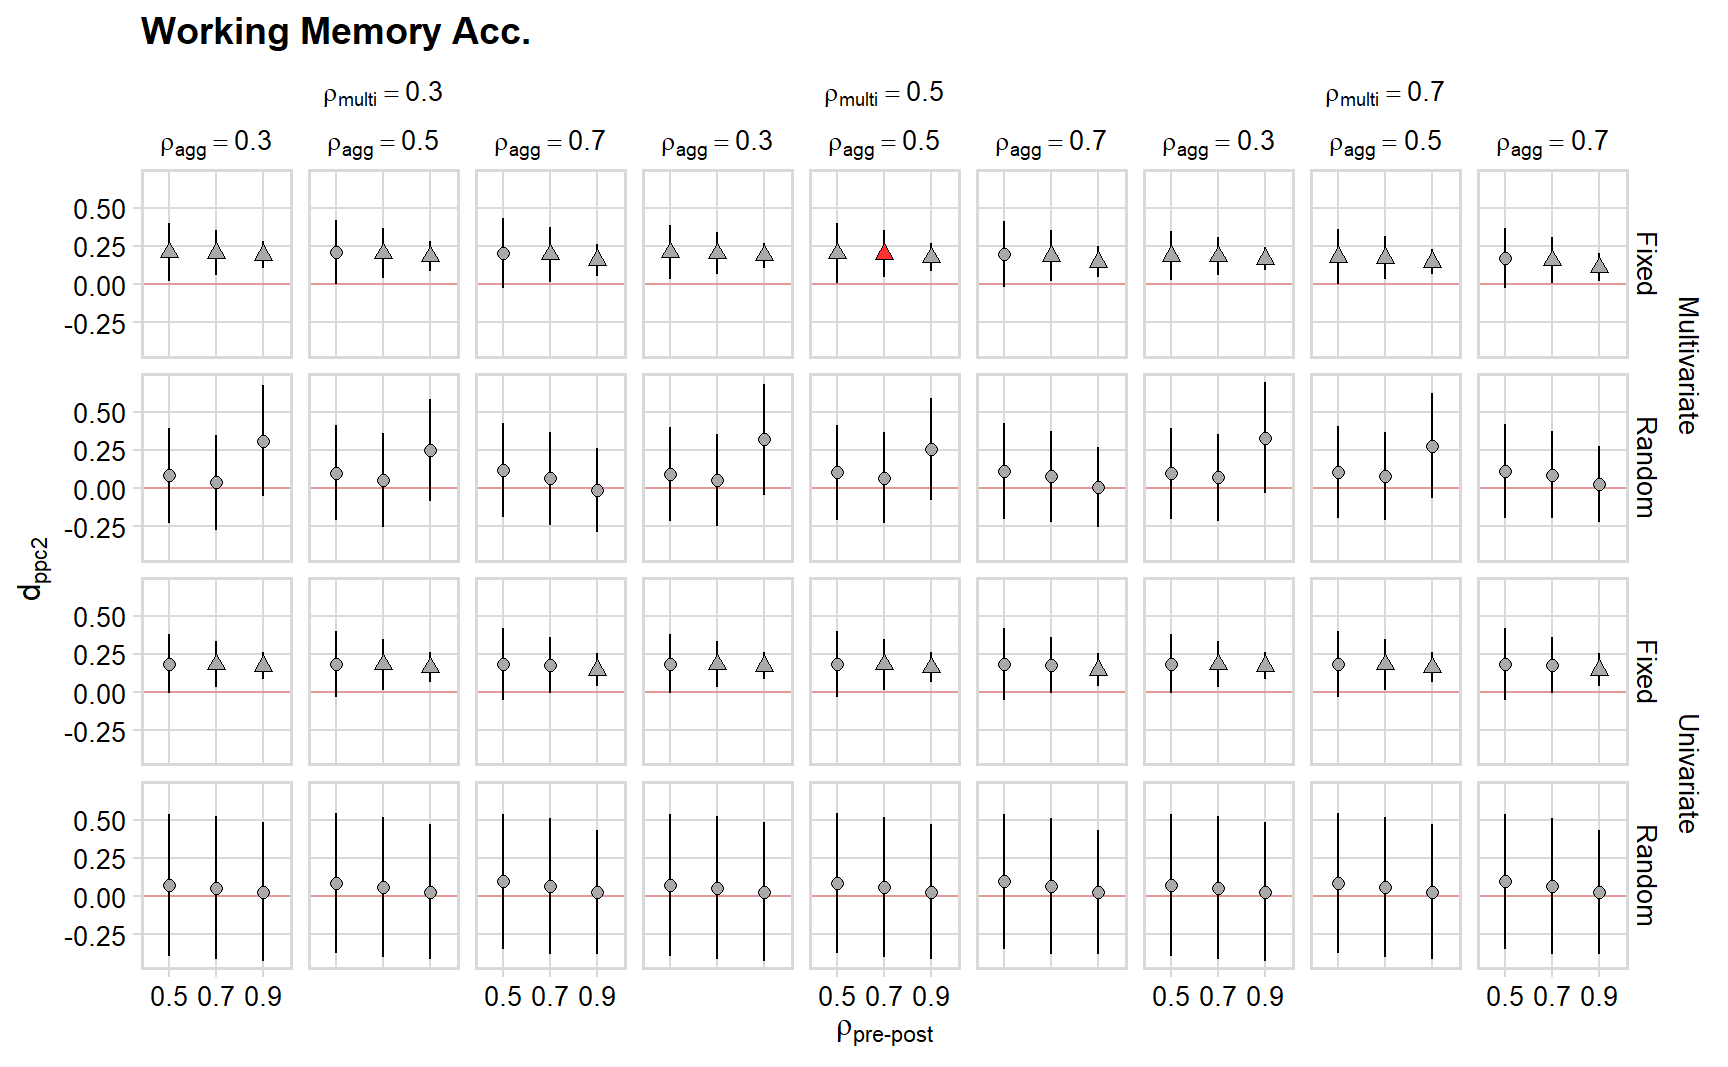 Working Memory Acc.
ρmulti = 0.3 ρmulti = 0.5 ρmulti = 0.7
ρagg = 0.3 ρagg = 0.5 ρagg = 0.7 ρagg = 0.3 ρagg = 0.5 ρagg = 0.7 ρagg = 0.3 ρagg = 0.5 ρagg = 0.7
0.50
0.25
0.00
-0.25
Fixed
Multivariate
0.50
0.25
0.00
-0.25
Random
dppc2
0.50
0.25
0.00
-0.25
Fixed
Univariate
0.50
0.25
0.00
-0.25
Random
0.5 0.7 0.9 0.5 0.7 0.9 0.5 0.7 0.9 0.5 0.7 0.9 0.5 0.7 0.9
ρpre-post